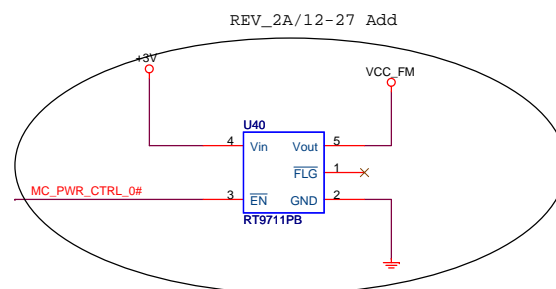 REV_2A/12-27 Add
+3V
VCC_FM
U40
4 Vin Vout 5
FLG 1
MC_PWR_CTRL_0# 3 EN GND 2
RT9711PB